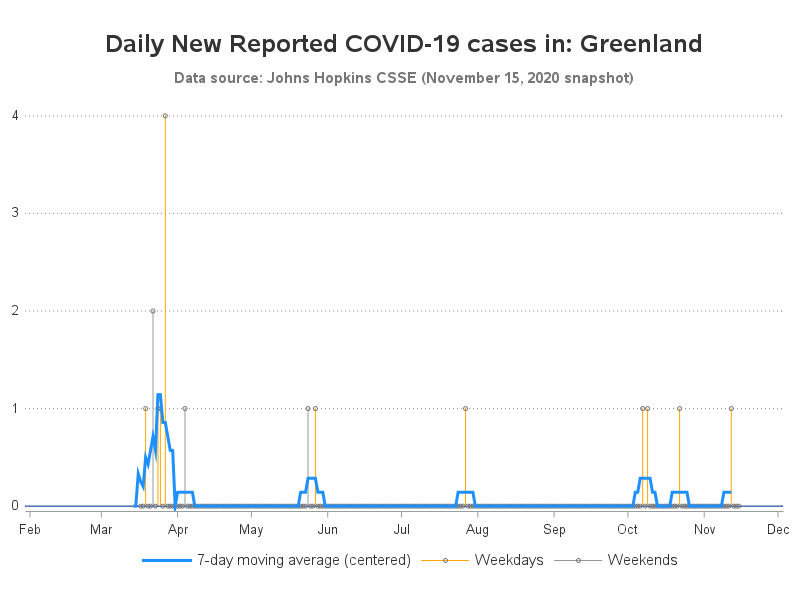 Daily New Reported COVID-19 cases in: Greenland
Data source: Johns Hopkins CSSE (November 15, 2020 snapshot)
4
3
2
1
0
Feb Mar Apr May Jun Jul Aug Sep Oct Nov Dec
7-day moving average (centered) Weekdays Weekends